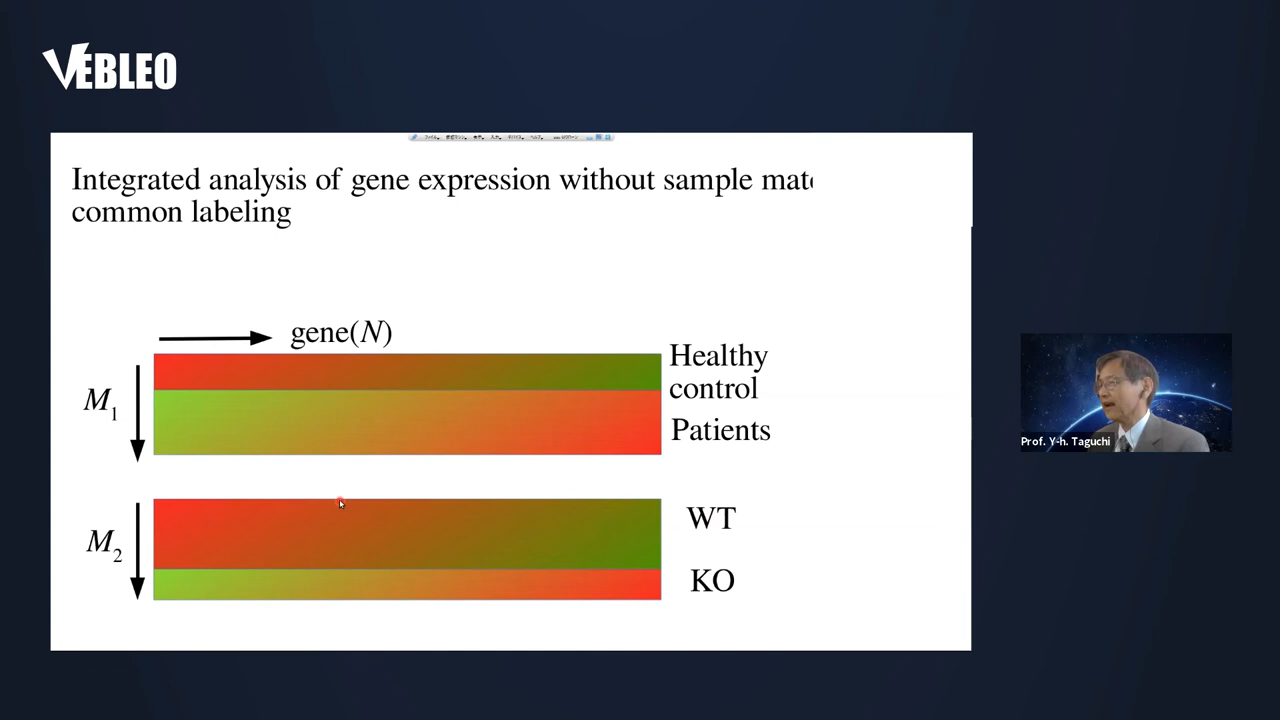 VEBLEO
Integrated analysis of gene expression without sample
common labeling
gene(N)
Healthy
control
M1
Patients
M2
WT
KO
Prof. Y-h. Taguchi